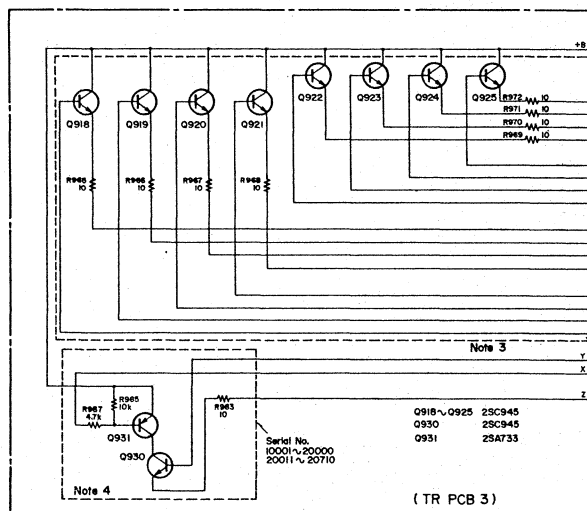 +B
Q918
Q919
Q920
Q921
Q922
Q923
Q924
Q925
R972 10
R971 10
R970 10
R969 10
R965
10
R966
10
R967
10
R968
10
Note 3
Y
X
Z
R987
4.7k
R985
10k
R983
10
Q931
Q930
Note 4
Serial No.
10001~20000
20011~20710
Q918~Q925 2SC945
Q930 2SC945
Q931 2SA733
(TR PCB 3)